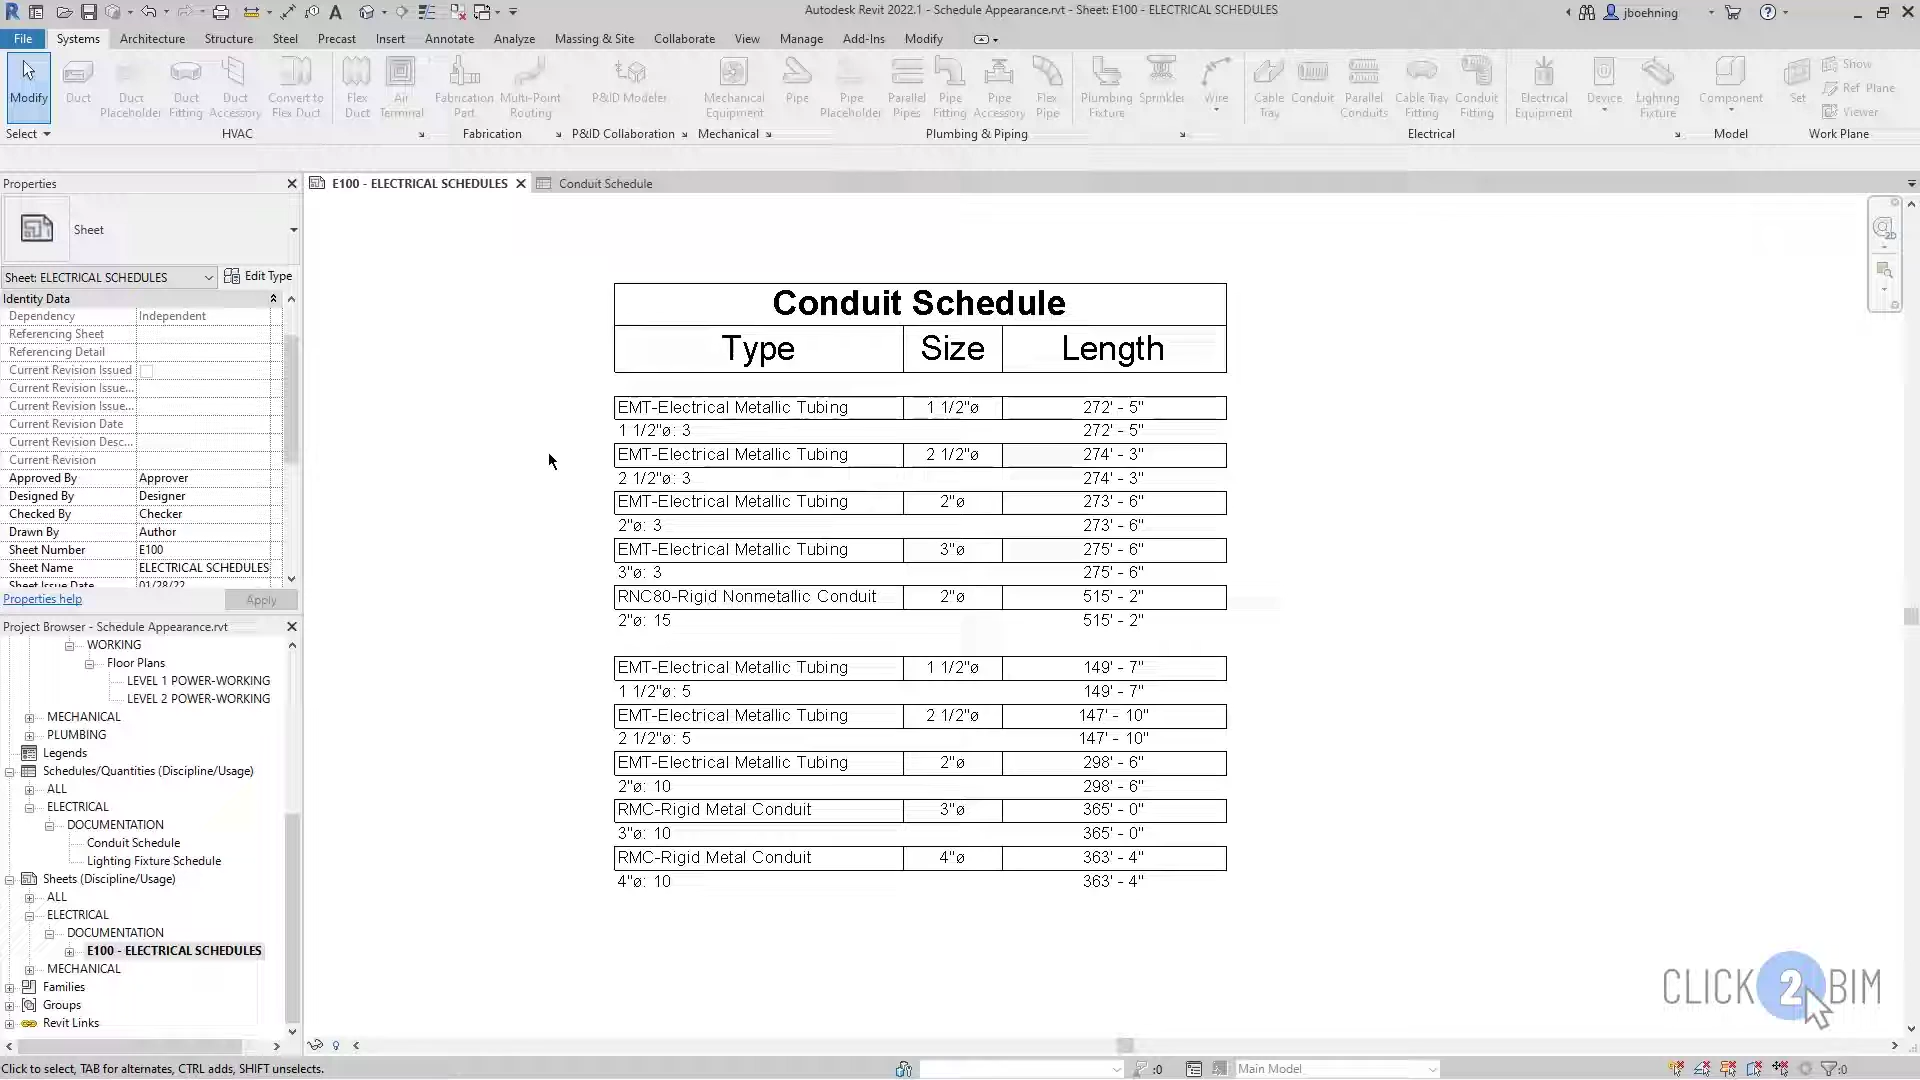 Autodesk Revit 2022.1 - Schedule Appearance.rvt - Sheet: E100 - ELECTRICAL SCHEDULES
jboehning
File Systems Architecture Structure Steel Precast Insert Annotate Analyze Massing & Site Collaborate View Manage Add-Ins Modify
Modify
Duct
Duct Placeholder
Duct Fitting
Duct Accessory
Convert to Flex Duct
Flex Duct
Air Terminal
Fabrication Part
Multi-Point Routing
P&ID Modeler
Mechanical Equipment
Pipe
Pipe Placeholder
Parallel Pipes
Pipe Fitting
Pipe Accessory
Flex Pipe
Plumbing Fixture
Sprinkler
Wire
Cable Tray
Conduit
Parallel Conduits
Cable Tray Fitting
Conduit Fitting
Electrical Equipment
Device
Lighting Fixture
Component
Set
Show
Ref Plane
Viewer
Select HVAC Fabrication P&ID Collaboration Mechanical Plumbing & Piping Electrical Model Work Plane
Properties
E100 - ELECTRICAL SCHEDULES
Conduit Schedule
Sheet
Sheet: ELECTRICAL SCHEDULES
Edit Type
Identity Data
Dependency Independent
Referencing Sheet
Referencing Detail
Current Revision Issued
Current Revision Issue...
Current Revision Issue...
Current Revision Date
Current Revision Desc...
Current Revision
Approved By Approver
Designed By Designer
Checked By Checker
Drawn By Author
Sheet Number E100
Sheet Name ELECTRICAL SCHEDULES
Sheet Issue Date 01/28/22
Properties help
Apply
Project Browser - Schedule Appearance.rvt
WORKING
Floor Plans
LEVEL 1 POWER-WORKING
LEVEL 2 POWER-WORKING
MECHANICAL
PLUMBING
Legends
Schedules/Quantities (Discipline/Usage)
ALL
ELECTRICAL
DOCUMENTATION
Conduit Schedule
Lighting Fixture Schedule
Sheets (Discipline/Usage)
ALL
ELECTRICAL
DOCUMENTATION
E100 - ELECTRICAL SCHEDULES
MECHANICAL
Families
Groups
Revit Links
Conduit Schedule
Type Size Length
EMT-Electrical Metallic Tubing 1 1/2"ø 272' - 5"
1 1/2"ø: 3 272' - 5"
EMT-Electrical Metallic Tubing 2 1/2"ø 274' - 3"
2 1/2"ø: 3 274' - 3"
EMT-Electrical Metallic Tubing 2"ø 273' - 6"
2"ø: 3 273' - 6"
EMT-Electrical Metallic Tubing 3"ø 275' - 6"
3"ø: 3 275' - 6"
RNC80-Rigid Nonmetallic Conduit 2"ø 515' - 2"
2"ø: 15 515' - 2"
EMT-Electrical Metallic Tubing 1 1/2"ø 149' - 7"
1 1/2"ø: 5 149' - 7"
EMT-Electrical Metallic Tubing 2 1/2"ø 147' - 10"
2 1/2"ø: 5 147' - 10"
EMT-Electrical Metallic Tubing 2"ø 298' - 6"
2"ø: 10 298' - 6"
RMC-Rigid Metal Conduit 3"ø 365' - 0"
3"ø: 10 365' - 0"
RMC-Rigid Metal Conduit 4"ø 363' - 4"
4"ø: 10 363' - 4"
CLICK 2 BIM
Click to select, TAB for alternates, CTRL adds, SHIFT unselects.
:0
Main Model
:0